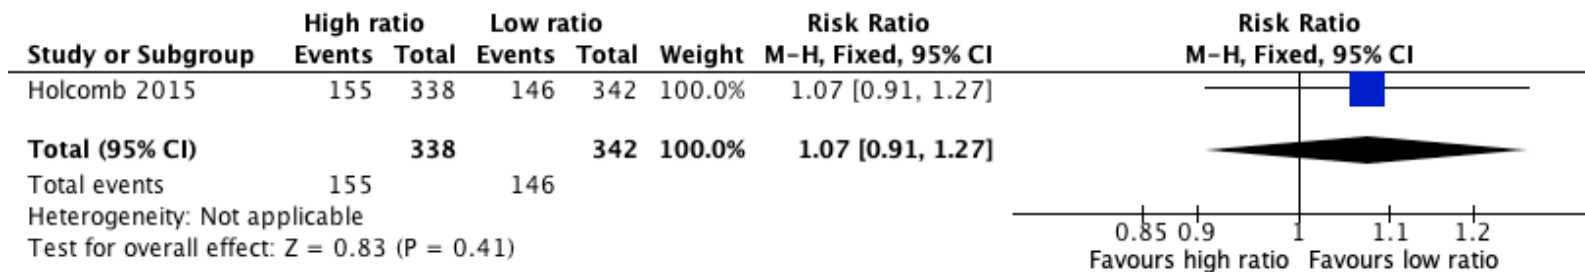 High ratio Low ratio Risk Ratio Risk Ratio
Study or Subgroup Events Total Events Total Weight M-H, Fixed, 95% CI M-H, Fixed, 95% CI
Holcomb 2015 155 338 146 342 100.0% 1.07 [0.91, 1.27]
Total (95% CI) 338 342 100.0% 1.07 [0.91, 1.27]
Total events 155 146
Heterogeneity: Not applicable
Test for overall effect: Z = 0.83 (P = 0.41)
0.85 0.9 1 1.1 1.2
Favours high ratio Favours low ratio